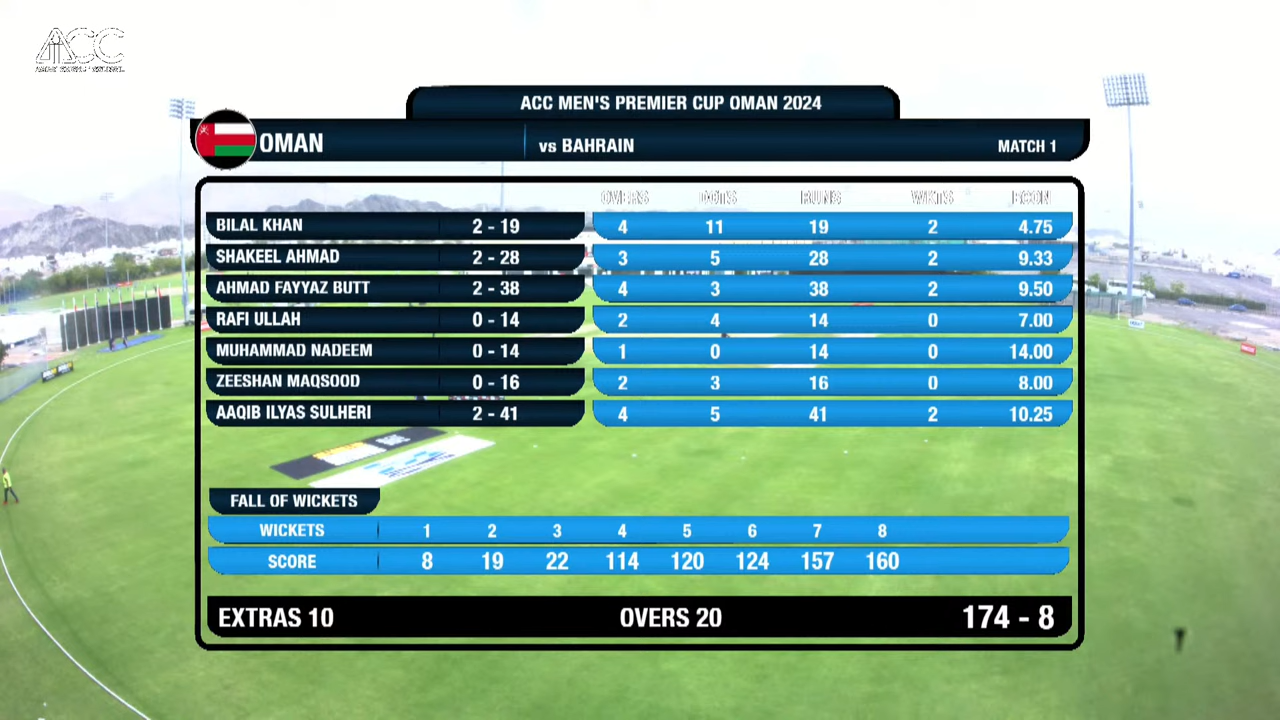 ACC
ACC MEN'S PREMIER CUP OMAN 2024
OMAN vs BAHRAIN MATCH 1
OVERS DOTS RUNS WKTS ECON
BILAL KHAN 2 - 19 4 11 19 2 4.75
SHAKEEL AHMAD 2 - 28 3 5 28 2 9.33
AHMAD FAYYAZ BUTT 2 - 38 4 3 38 2 9.50
RAFI ULLAH 0 - 14 2 4 14 0 7.00
MUHAMMAD NADEEM 0 - 14 1 0 14 0 14.00
ZEESHAN MAQSOOD 0 - 16 2 3 16 0 8.00
AAQIB ILYAS SULHERI 2 - 41 4 5 41 2 10.25
FALL OF WICKETS
WICKETS 1 2 3 4 5 6 7 8
SCORE 8 19 22 114 120 124 157 160
EXTRAS 10 OVERS 20 174 - 8